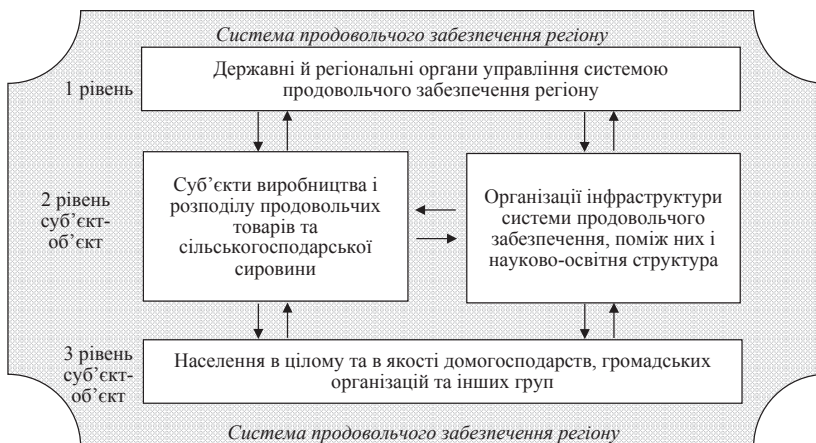 Система продовольчого забезпечення регіону
1 рівень
Державні й регіональні органи управління системою
продовольчого забезпечення регіону
2 рівень
суб’єкт-
об’єкт
Суб’єкти виробництва і
розподілу продовольчих
товарів та
сільськогосподарської
сировини
Організації інфраструктури
системи продовольчого
забезпечення, поміж них і
науково-освітня структура
3 рівень
суб’єкт-
об’єкт
Населення в цілому та в якості домогосподарств, громадських
організацій та інших груп
Система продовольчого забезпечення регіону